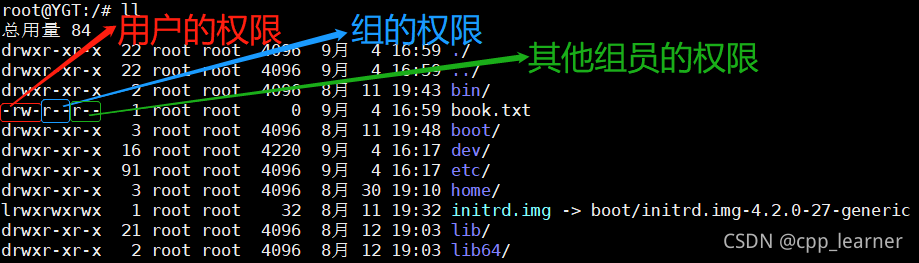 root@YGT:/# ll
总用量 84
用户的权限
组的权限
其他组员的权限
drwxr-xr-x 22 root root 4096 9月 4 16:59 ./
drwxr-xr-x 22 root root 4096 9月 4 16:59 ../
drwxr-xr-x 2 root root 4096 8月 11 19:43 bin/
-rw-r--r-- 1 root root 0 9月 4 16:59 book.txt
drwxr-xr-x 3 root root 4096 8月 11 19:48 boot/
drwxr-xr-x 16 root root 4220 9月 4 16:17 dev/
drwxr-xr-x 91 root root 4096 9月 4 16:17 etc/
drwxr-xr-x 3 root root 4096 8月 30 19:10 home/
lrwxrwxrwx 1 root root 32 8月 11 19:32 initrd.img -> boot/initrd.img-4.2.0-27-generic
drwxr-xr-x 21 root root 4096 8月 12 19:03 lib/
drwxr-xr-x 2 root root 4096 8月 12 19:03 lib64/
CSDN @cpp_learner